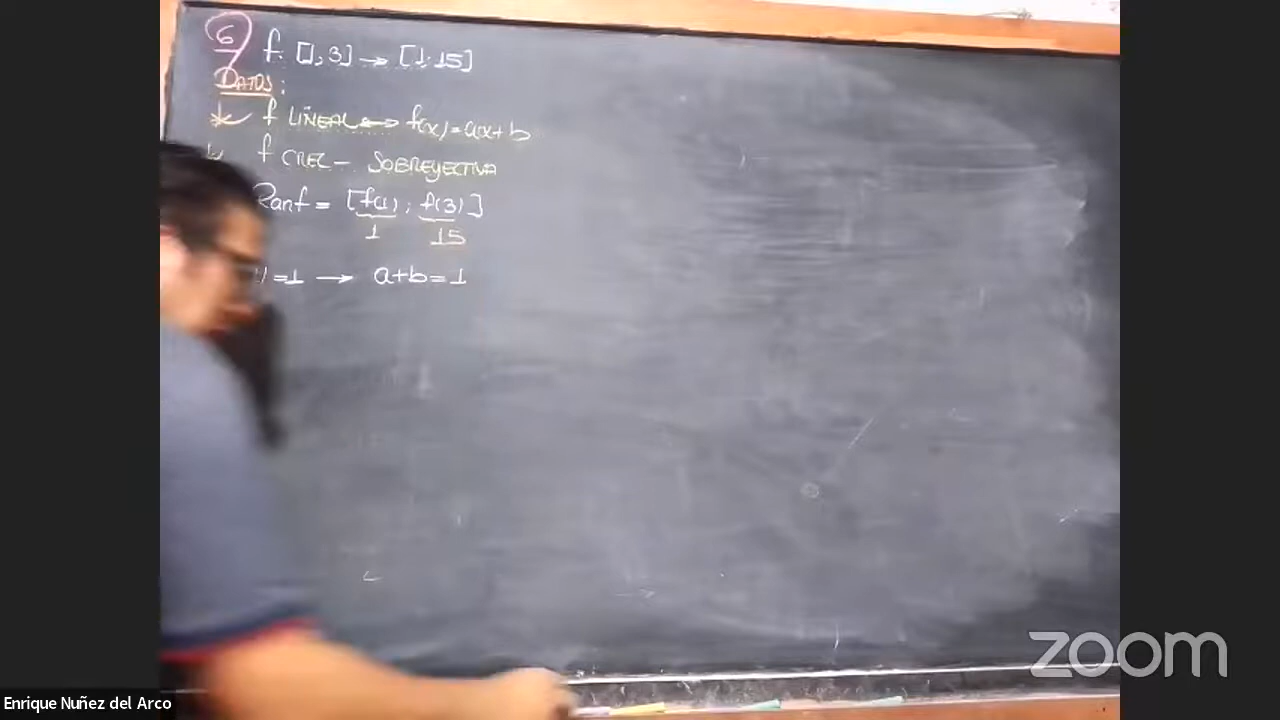 6
f: [1,3] → [1;15]
DATOS:
* f LINEAL ↔ f(x)=ax+b
f CREC – SOBREYECTIVA
Ranf = [f(1); f(3)]
1 15
)=1 → a+b=1
zoom
Enrique Nuñez del Arco